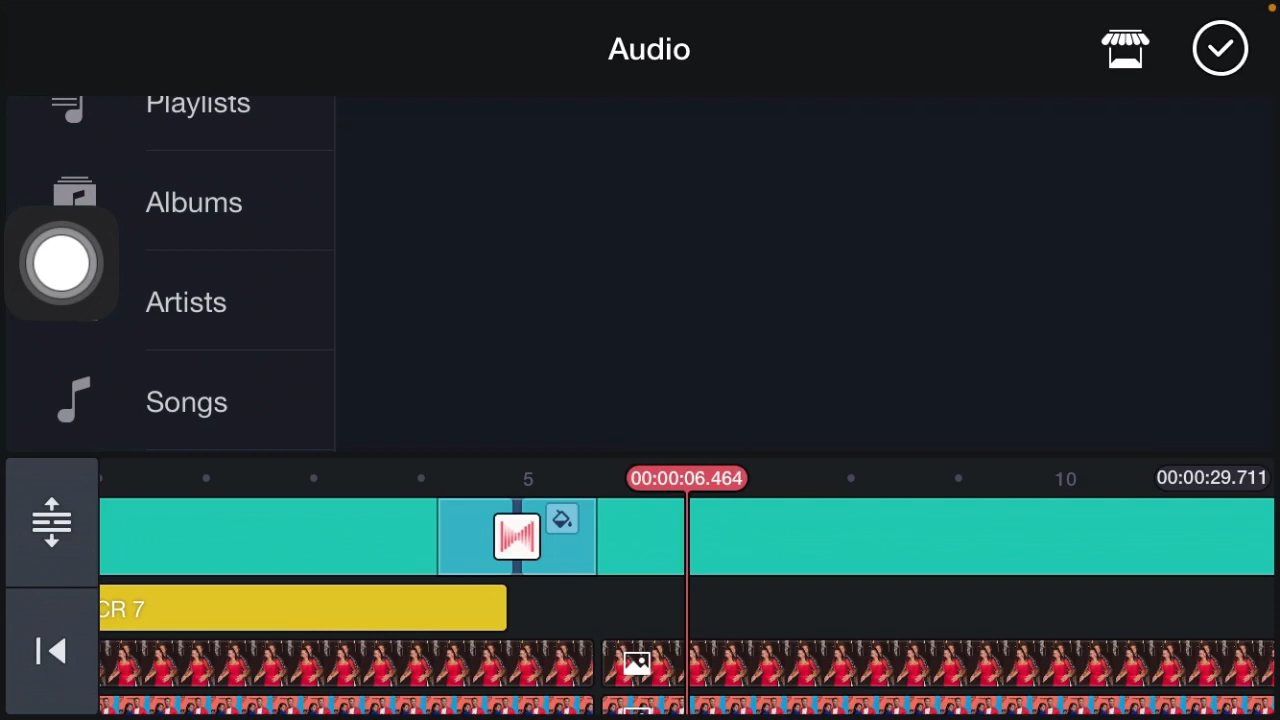 Audio
Playlists
Albums
Artists
Songs
5
00:00:06.464
10
00:00:29.711
CR 7